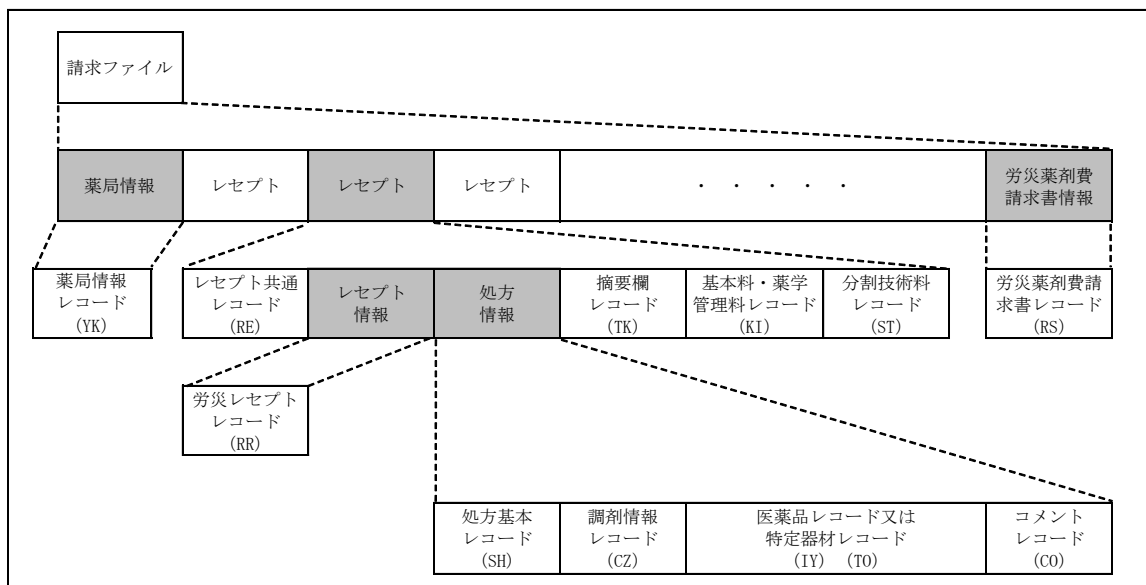 請求ファイル
薬局情報
レセプト
レセプト
レセプト
・ ・ ・ ・ ・
労災薬剤費
請求書情報
薬局情報
レコード
(YK)
レセプト共通
レコード
(RE)
レセプト
情報
処方
情報
摘要欄
レコード
(TK)
基本料・薬学
管理料レコード
(KI)
分割技術料
レコード
(ST)
労災薬剤費請
求書レコード
(RS)
労災レセプト
レコード
(RR)
処方基本
レコード
(SH)
調剤情報
レコード
(CZ)
医薬品レコード又は
特定器材レコード
(IY) (TO)
コメント
レコード
(CO)